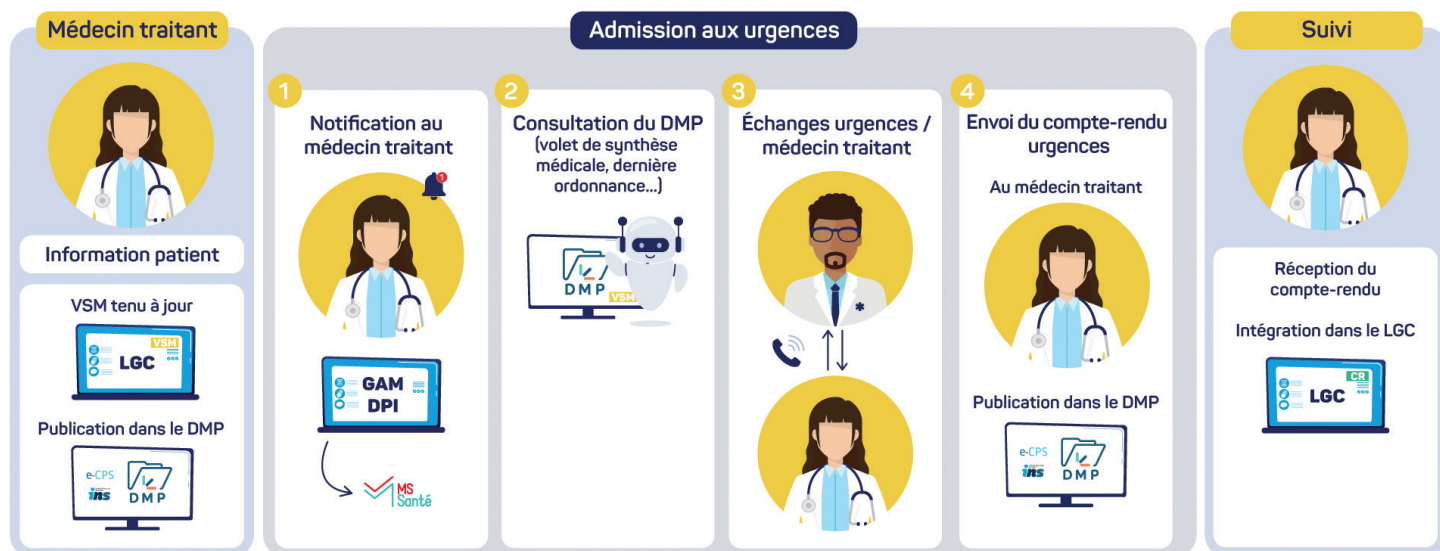 Médecin traitant
Information patient
VSM tenu à jour
VSM
LGC
Publication dans le DMP
e-CPS
ins
DMP
Admission aux urgences
1
Notification au
médecin traitant
1
GAM
DPI
MS
Santé
2
Consultation du DMP
(volet de synthèse
médicale, dernière
ordonnance...)
DMP
VSM
3
Échanges urgences /
médecin traitant
4
Envoi du compte-rendu
urgences
Au médecin traitant
Publication dans le DMP
e-CPS
ins
DMP
Suivi
Réception du
compte-rendu
Intégration dans le LGC
CR
LGC